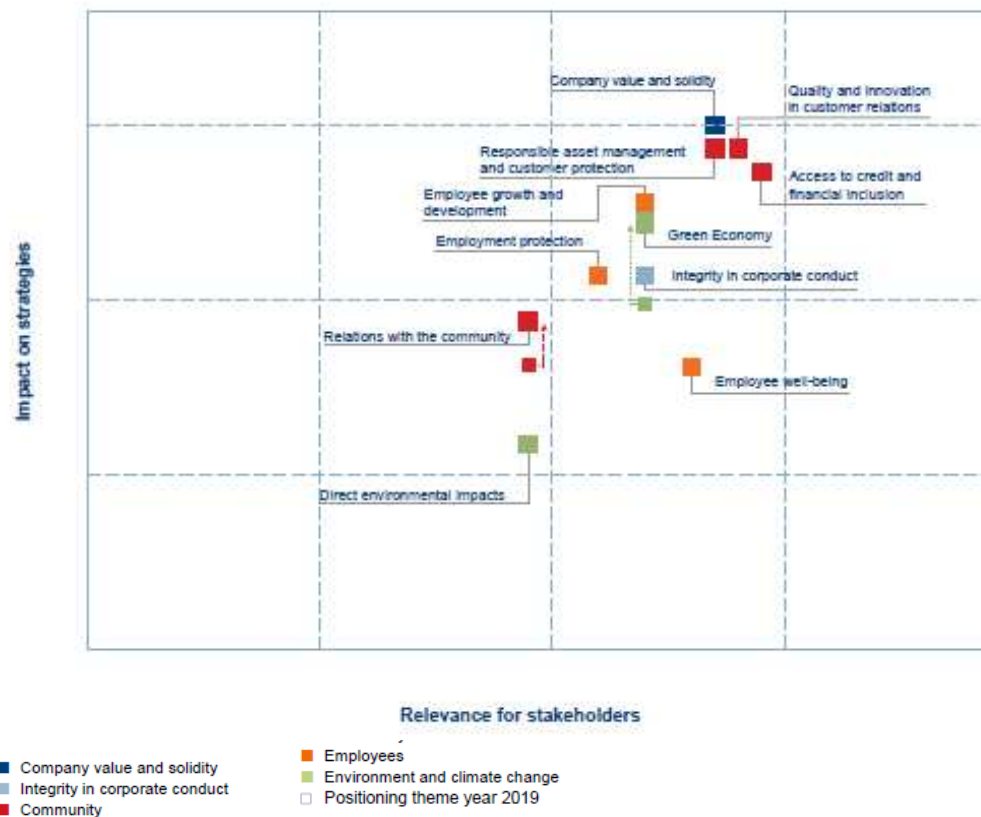 Company value and solidity
Quality and innovation
in customer relations
Responsible asset management
and customer protection
Access to credit and
financial inclusion
Employee growth and
development
Green Economy
Employment protection
Integrity in corporate conduct
Relations with the community
Employee well-being
Direct environmental impacts
Impact on strategies
Relevance for stakeholders
Company value and solidity
Integrity in corporate conduct
Community
Employees
Environment and climate change
Positioning theme year 2019